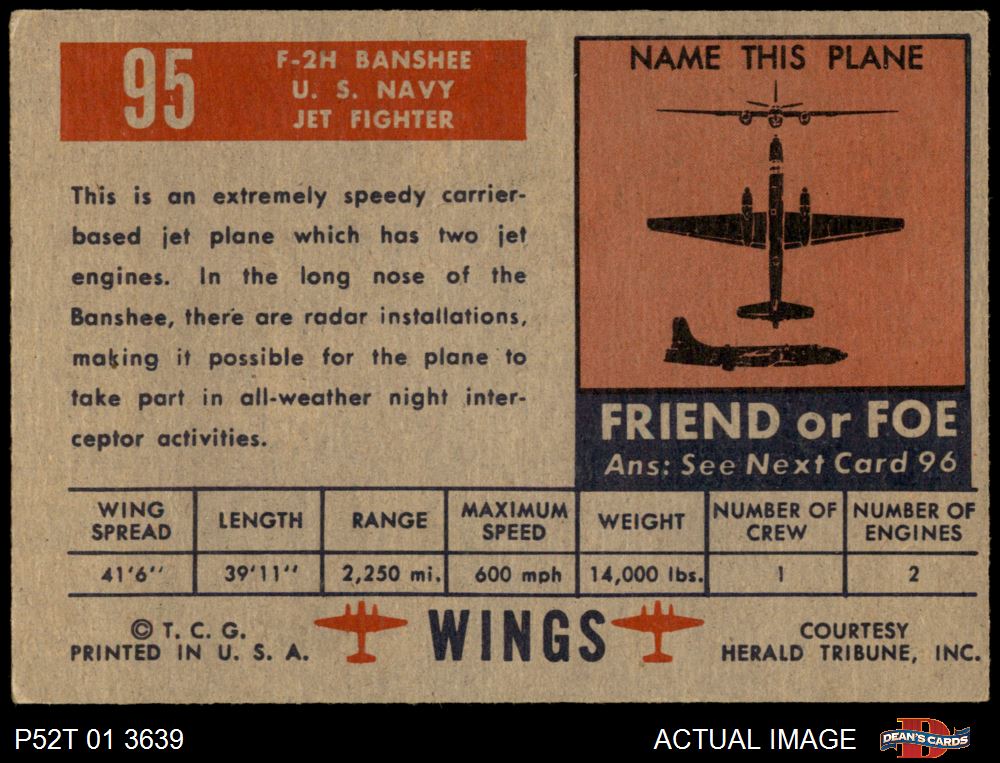 95
F-2H BANSHEE
U. S. NAVY
JET FIGHTER
This is an extremely speedy carrier-
based jet plane which has two jet
engines. In the long nose of the
Banshee, there are radar installations,
making it possible for the plane to
take part in all-weather night inter-
ceptor activities.
NAME THIS PLANE
FRIEND or FOE
Ans: See Next Card 96
WING SPREAD
LENGTH
RANGE
MAXIMUM SPEED
WEIGHT
NUMBER OF CREW
NUMBER OF ENGINES
41'6''
39'11''
2,250 mi.
600 mph
14,000 lbs.
1
2
© T. C. G.
PRINTED IN U. S. A.
WINGS
COURTESY
HERALD TRIBUNE, INC.
P52T 01 3639
ACTUAL IMAGE
D
DEAN'S CARDS